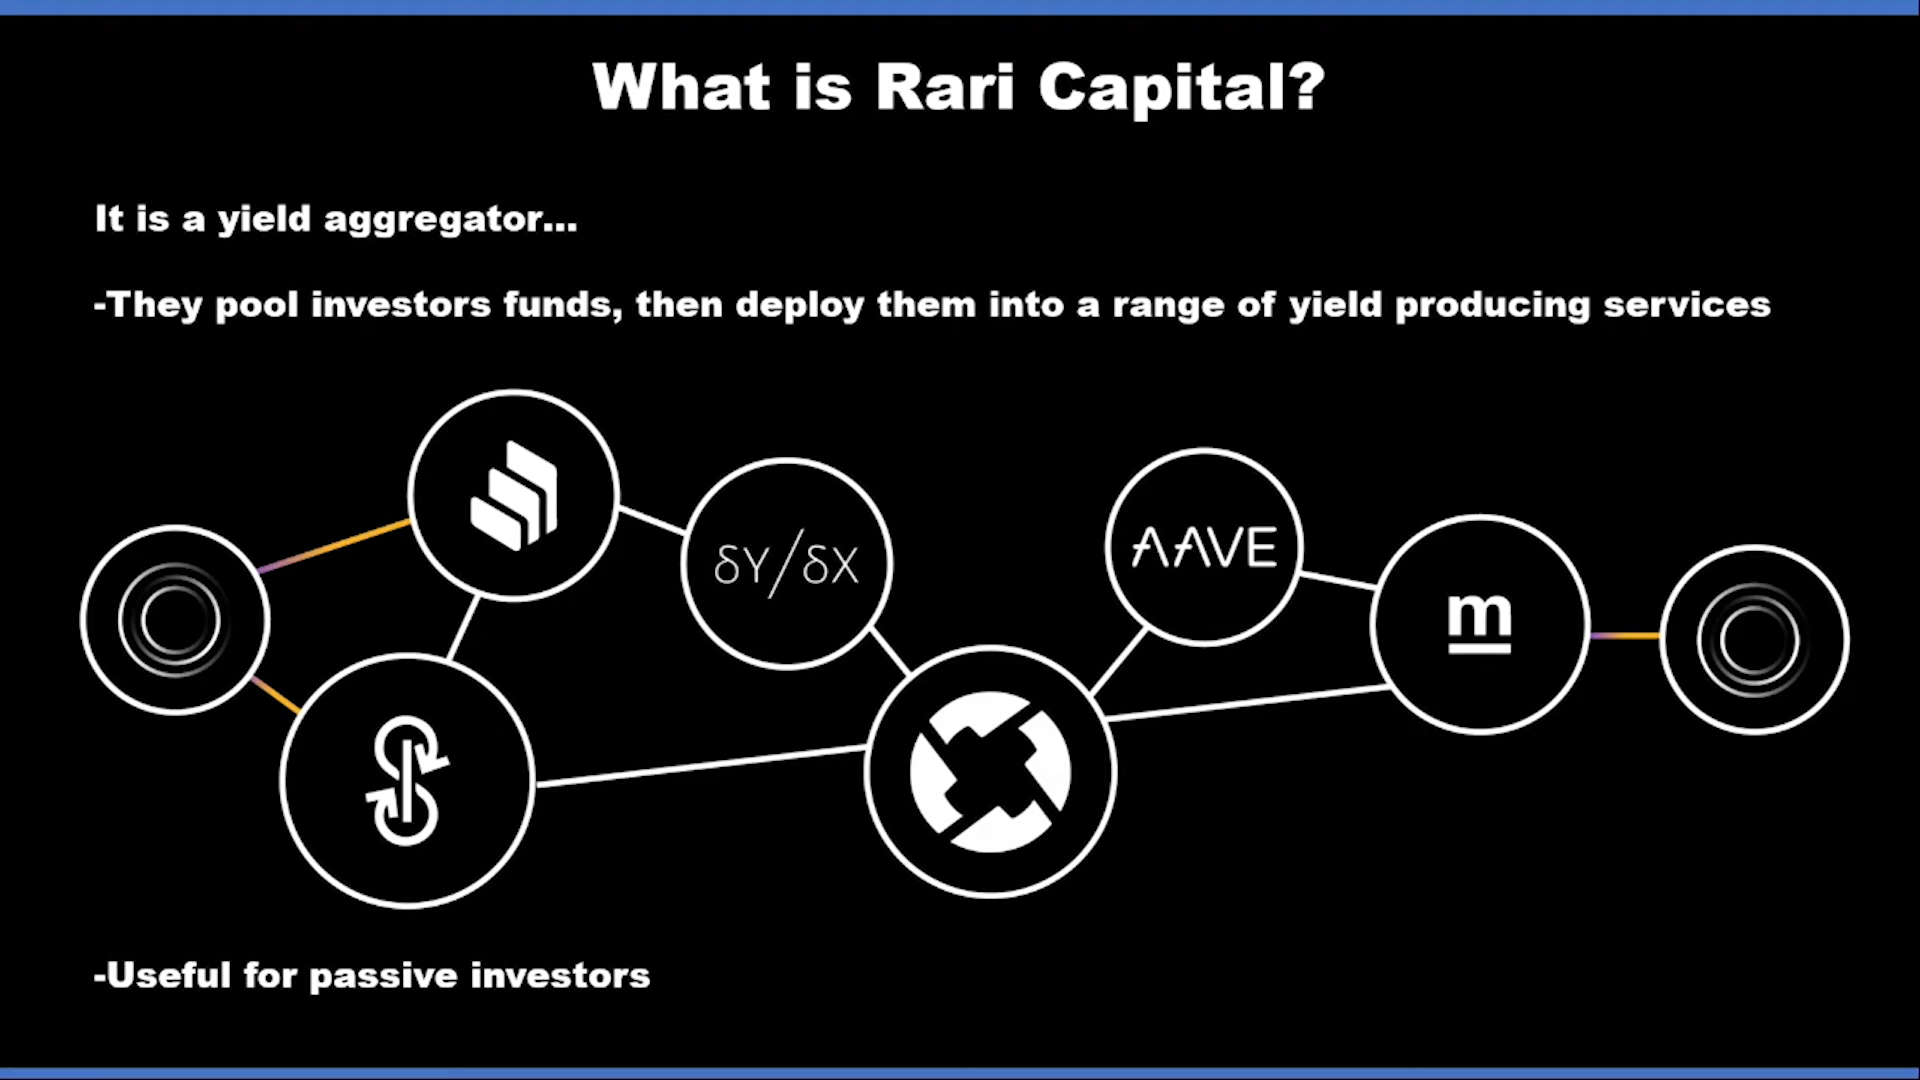 What is Rari Capital?
It is a yield aggregator...
-They pool investors funds, then deploy them into a range of yield producing services
δY/δX
AAVE
m
-Useful for passive investors